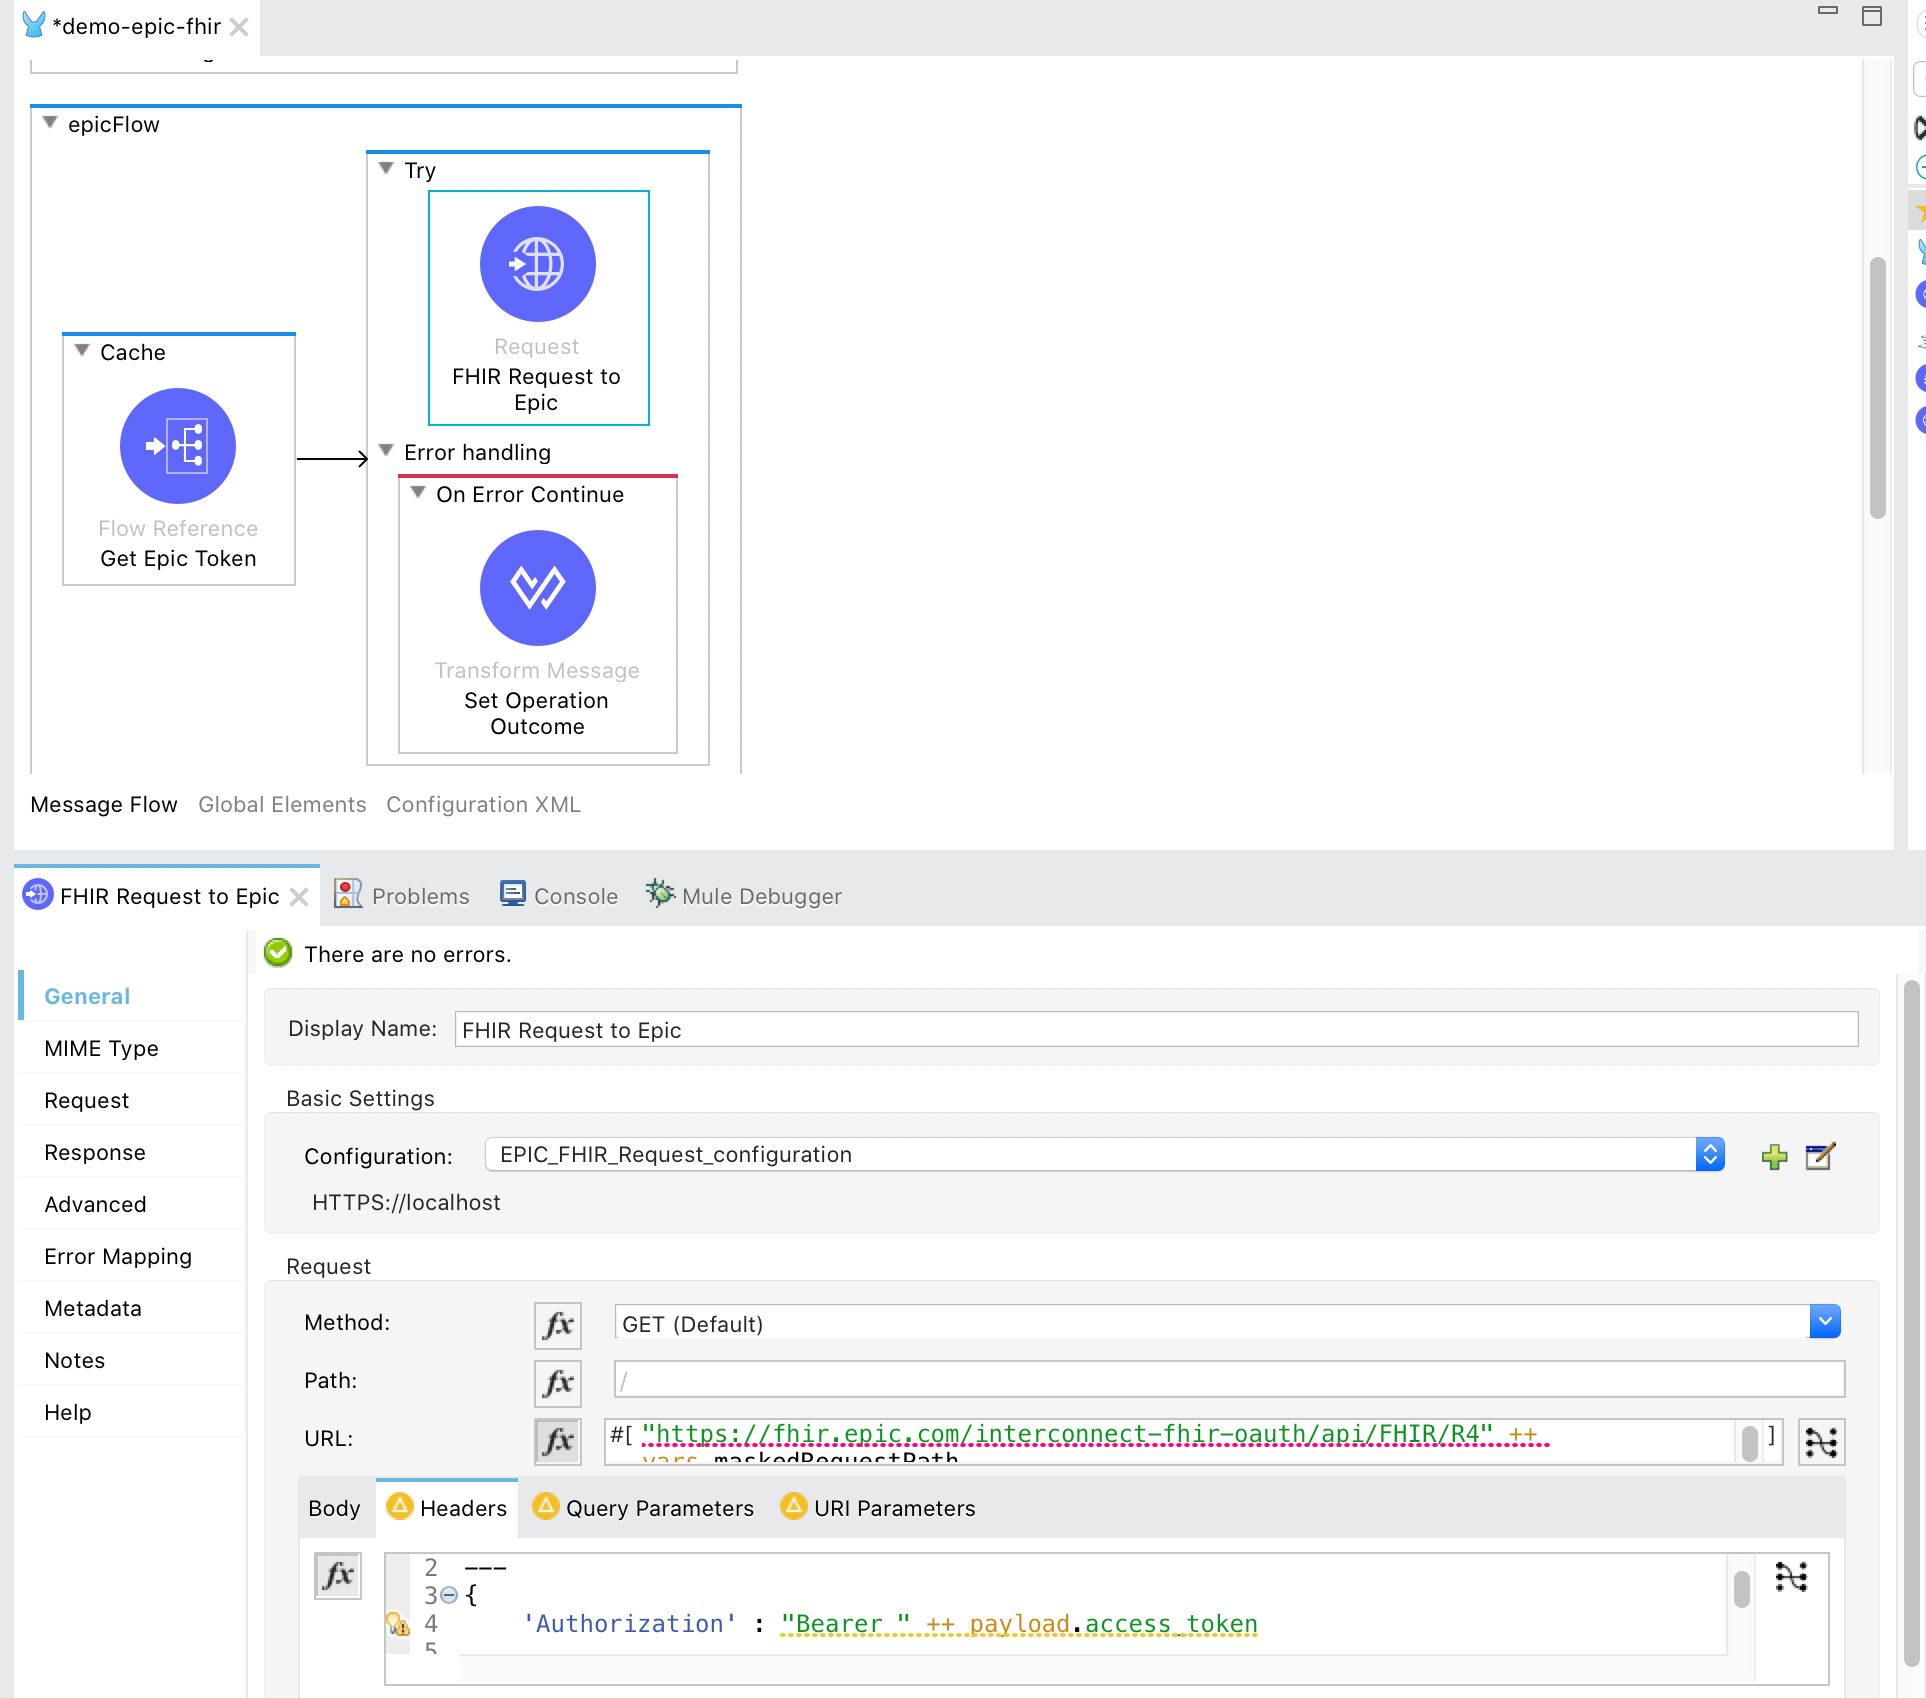 *demo-epic-fhir
epicFlow
Try
Request
FHIR Request to
Epic
Cache
Flow Reference
Get Epic Token
Error handling
On Error Continue
Transform Message
Set Operation
Outcome
Message Flow Global Elements Configuration XML
FHIR Request to Epic Problems Console Mule Debugger
There are no errors.
General
MIME Type
Request
Response
Advanced
Error Mapping
Metadata
Notes
Help
Display Name: FHIR Request to Epic
Basic Settings
Configuration: EPIC_FHIR_Request_configuration
HTTPS://localhost
Request
Method: fx GET (Default)
Path: fx /
URL: fx #[ "https://fhir.epic.com/interconnect-fhir-oauth/api/FHIR/R4" ++ ]
vars.maskedRequestPath
Body Headers Query Parameters URI Parameters
fx
2 ---
3 {
4 'Authorization' : "Bearer " ++ payload.access_token
5